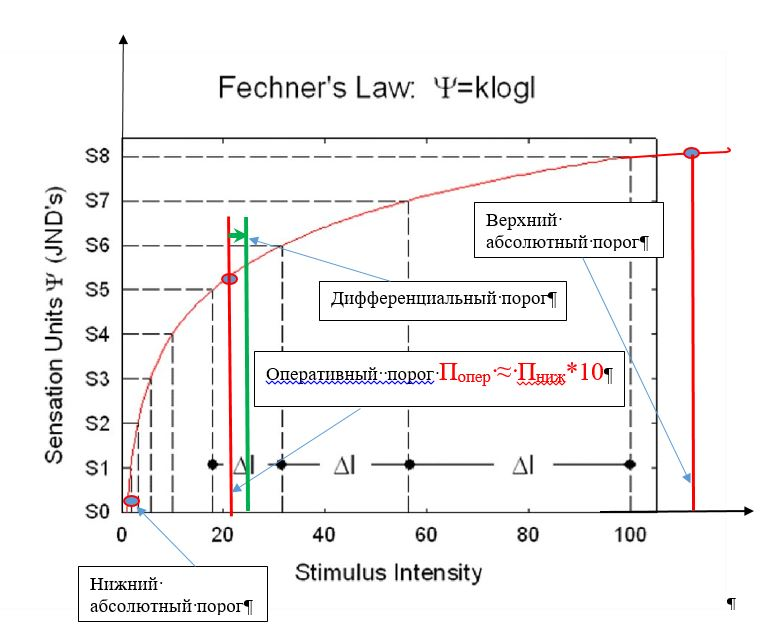 Fechner's Law: Ψ=klogI
S8
S7
S6
S5
S4
S3
S2
S1
S0
Sensation Units Ψ (JND's)
Верхний·
абсолютный·порог¶
Дифференциальный·порог¶
Оперативный··порог·Попер·≈·Пниж*10¶
ΔI
ΔI
ΔI
0
20
40
60
80
100
Stimulus Intensity
Нижний·
абсолютный·порог¶
¶